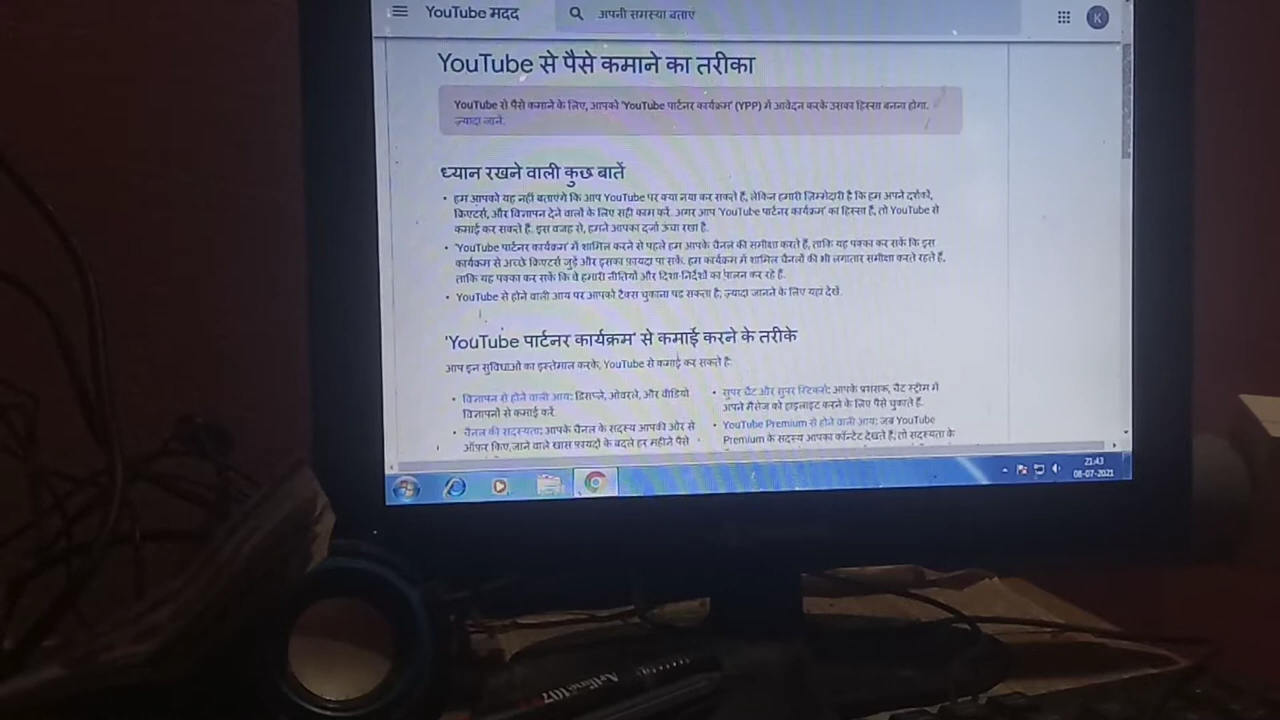 YouTube मदद
अपनी समस्या बताएं
K
YouTube से पैसे कमाने का तरीका
YouTube से पैसे कमाने के लिए, आपको 'YouTube पार्टनर कार्यक्रम' (YPP) में आवेदन करके उसका हिस्सा बनना होगा.
ज़्यादा जानें.
ध्यान रखने वाली कुछ बातें
• हम आपको यह नहीं बताएंगे कि आप YouTube पर क्या नया कर सकते हैं, लेकिन हमारी ज़िम्मेदारी है कि हम अपने दर्शकों,
क्रिएटर्स, और विज्ञापन देने वालों के लिए सही काम करें. अगर आप 'YouTube पार्टनर कार्यक्रम' का हिस्सा हैं, तो YouTube से
कमाई कर सकते हैं. इस वजह से, हमने आपका दर्जा ऊंचा रखा है.
• 'YouTube पार्टनर कार्यक्रम' में शामिल करने से पहले हम आपके चैनल की समीक्षा करते हैं, ताकि यह पक्का कर सकें कि इस
कार्यक्रम से अच्छे क्रिएटर्स जुड़ें और इसका फ़ायदा पा सकें. हम कार्यक्रम में शामिल चैनलों की भी लगातार समीक्षा करते रहते हैं,
ताकि यह पक्का कर सकें कि वे हमारी नीतियों और दिशा-निर्देशों का पालन कर रहे हैं.
• YouTube से होने वाली आय पर आपको टैक्स चुकाना पड़ सकता है; ज़्यादा जानने के लिए यहां देखें.
'YouTube पार्टनर कार्यक्रम' से कमाई करने के तरीके
आप इन सुविधाओं का इस्तेमाल करके, YouTube से कमाई कर सकते हैं:
• विज्ञापन से होने वाली आय: डिसप्ले, ओवरले, और वीडियो
विज्ञापनों से कमाई करें.
• चैनल की सदस्यता: आपके चैनल के सदस्य आपकी ओर से
ऑफ़र किए जाने वाले खास फ़ायदों के बदले हर महीने पैसे
• सुपर चैट और सुपर स्टिकर्स: आपके प्रशंसक, चैट स्ट्रीम में
अपने मैसेज को हाइलाइट करने के लिए पैसे चुकाते हैं.
• YouTube Premium से होने वाली आय: जब YouTube
Premium के सदस्य आपका कॉन्टेंट देखते हैं, तो सदस्यता के
21:43
08-07-2021
Artline 107